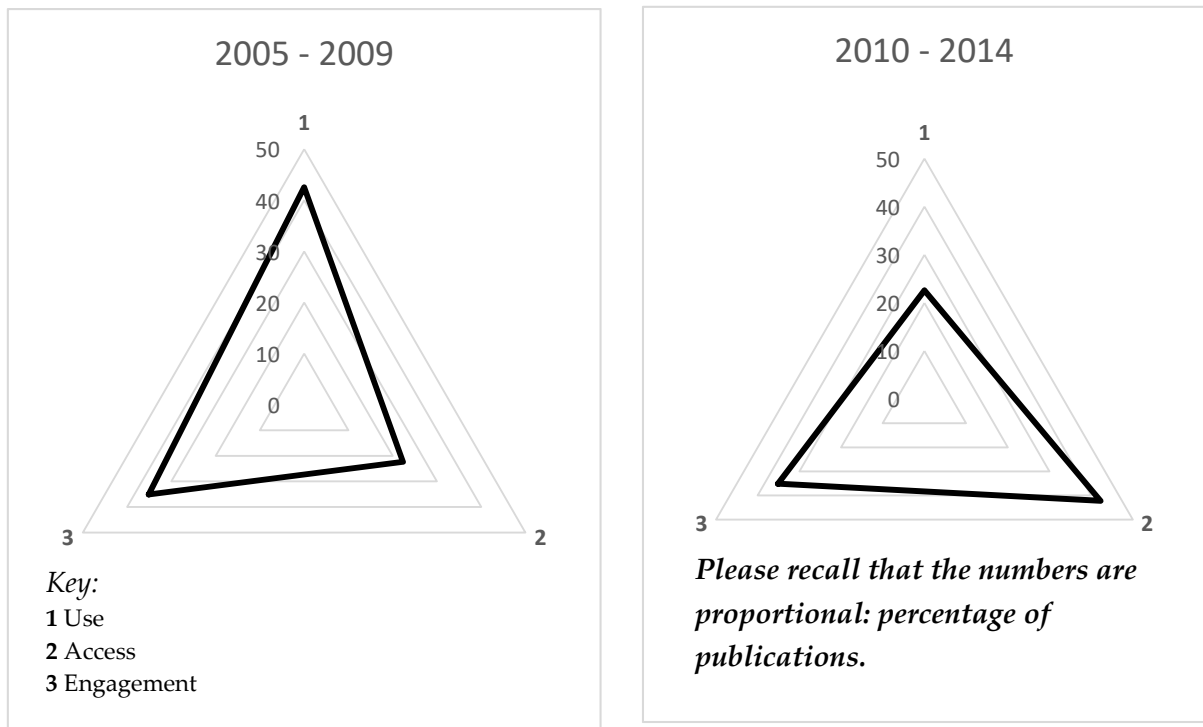 2005 - 2009
1
50
40
30
20
10
0
3
2
Key:
1 Use
2 Access
3 Engagement
2010 - 2014
1
50
40
30
20
10
0
3
2
Please recall that the numbers are
proportional: percentage of
publications.